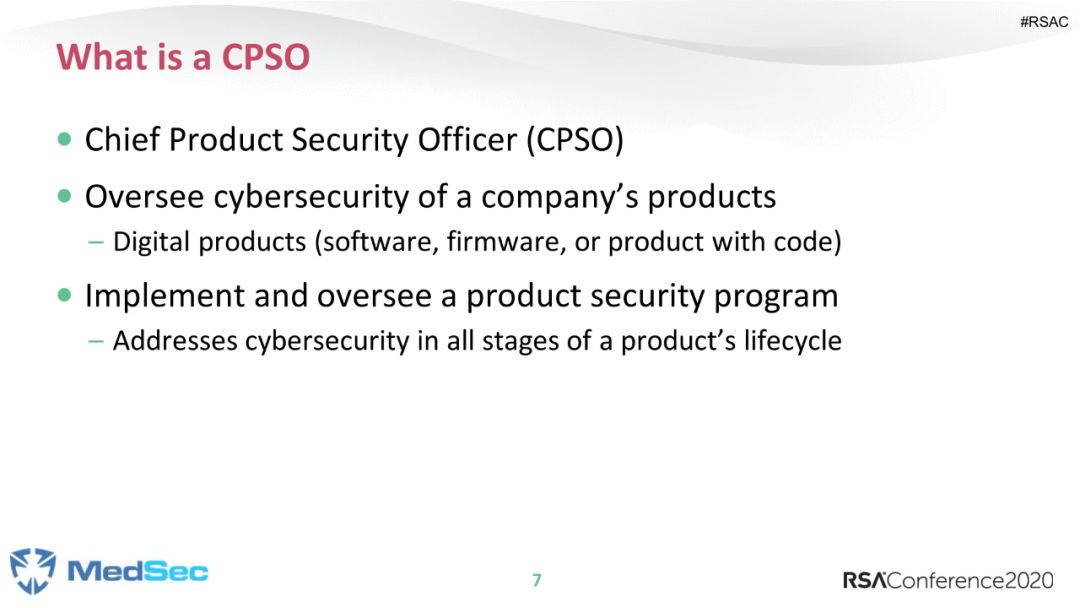 #RSAC
What is a CPSO
• Chief Product Security Officer (CPSO)
• Oversee cybersecurity of a company’s products
– Digital products (software, firmware, or product with code)
• Implement and oversee a product security program
– Addresses cybersecurity in all stages of a product’s lifecycle
MedSec
7
RSAConference2020